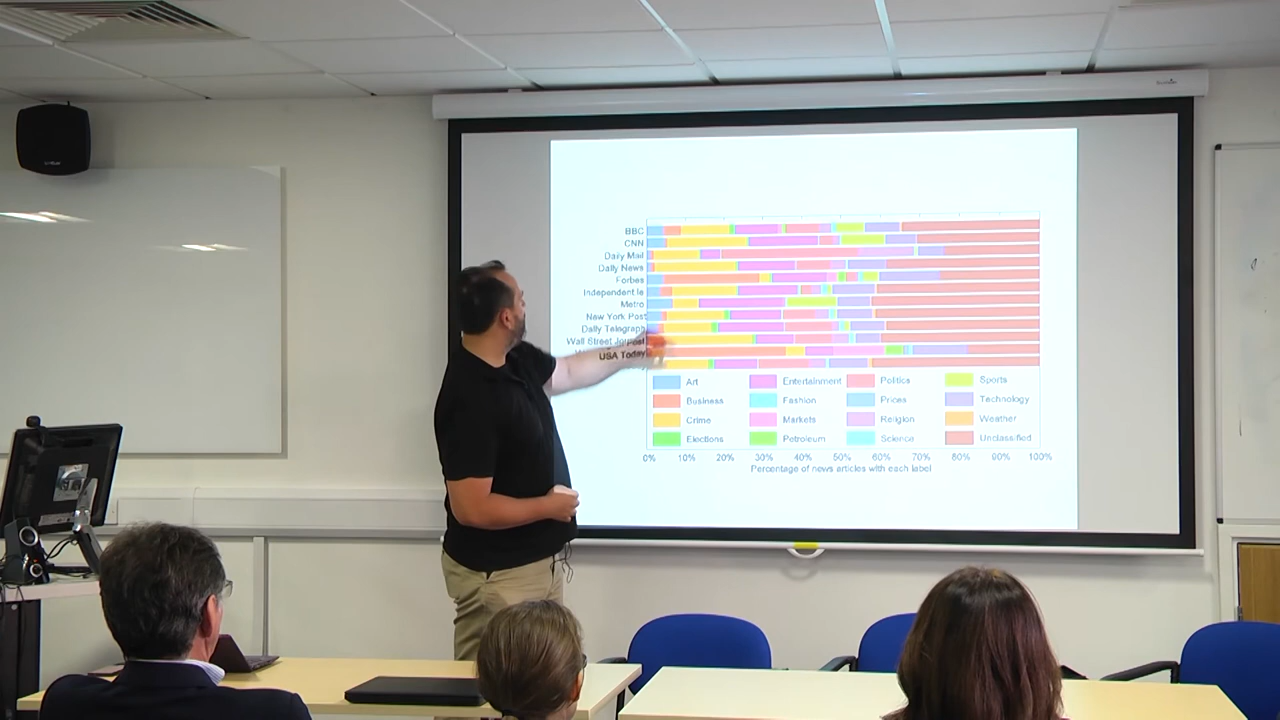 BBC
CNN
Daily Mail
Daily News
Forbes
Independent.Ie
Metro
New York Post
Daily Telegraph
Wall Street Jo
USA Today
Art
Entertainment
Politics
Sports
Business
Fashion
Prices
Technology
Crime
Markets
Religion
Weather
Elections
Petroleum
Science
Unclassified
0% 10% 20% 30% 40% 50% 60% 70% 80% 90% 100%
Percentage of news articles with each label